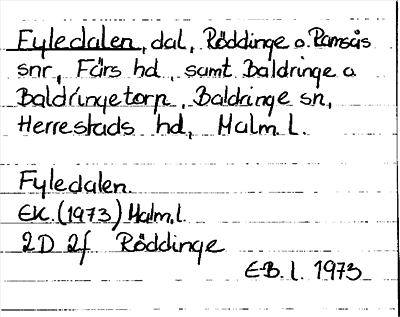 Fyledalen, dal, Röddinge o. Ramsås
snr, Färs hd, samt Baldringe o
Baldringetorp, Baldringe sn,
Herrestads hd, Malm. l.
Fyledalen.
EK. (1973) Malm. l.
2D 2f Röddinge
E.B. l. 1973